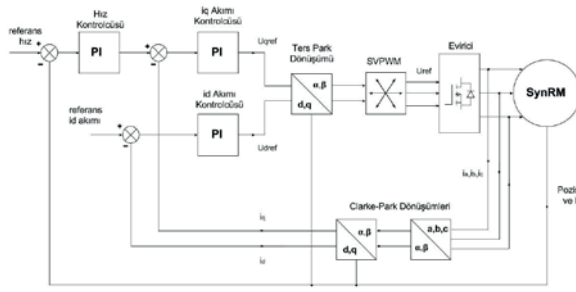 Hız
Kontrolcüsü
iq Akımı
Kontrolcüsü
referans
hız
PI
PI
Uqref
Ters Park
Dönüşümü
SVPWM
Evirici
Uref
α,β
d,q
SynRM
id Akımı
Kontrolcüsü
referans
id akımı
PI
Udref
ia,ib,ic
Clarke-Park Dönüşümleri
iq
id
α,β
d,q
a,b,c
α,β
ve